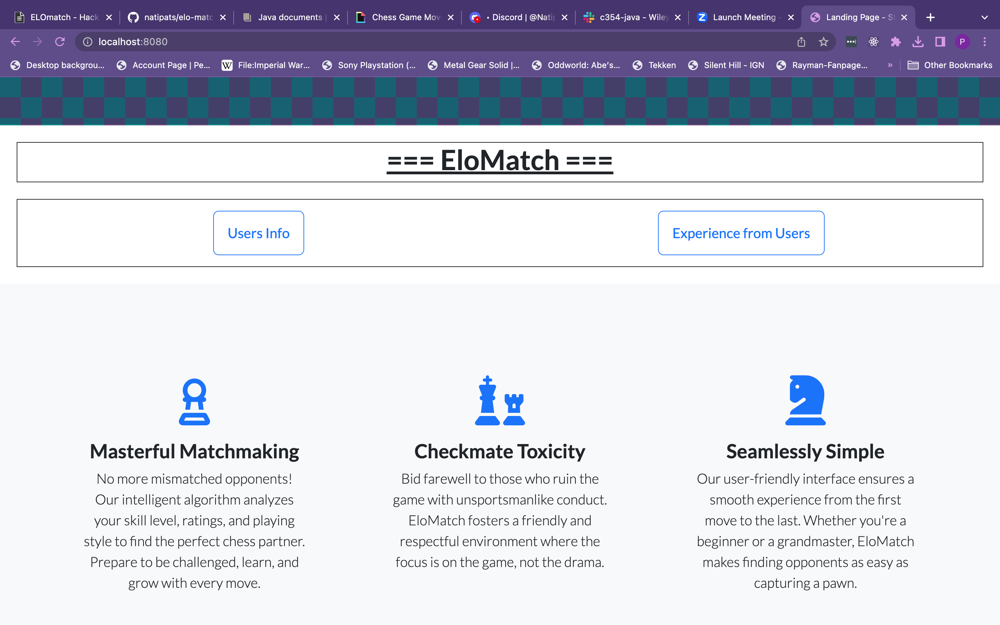 ELOmatch - Hack
natipats/elo-matc
Java documents
Chess Game Mov
• Discord | @Natip
c354-java - Wiley
Launch Meeting -
Landing Page - St
localhost:8080
P
Desktop backgrou...
Account Page | Pe...
W File:Imperial War...
Sony Playstation (...
Metal Gear Solid |...
Oddworld: Abe's...
Tekken
Silent Hill - IGN
Rayman-Fanpage...
»
Other Bookmarks
=== EloMatch ===
Users Info
Experience from Users
Masterful Matchmaking
No more mismatched opponents!
Our intelligent algorithm analyzes
your skill level, ratings, and playing
style to find the perfect chess partner.
Prepare to be challenged, learn, and
grow with every move.
Checkmate Toxicity
Bid farewell to those who ruin the
game with unsportsmanlike conduct.
EloMatch fosters a friendly and
respectful environment where the
focus is on the game, not the drama.
Seamlessly Simple
Our user-friendly interface ensures a
smooth experience from the first
move to the last. Whether you're a
beginner or a grandmaster, EloMatch
makes finding opponents as easy as
capturing a pawn.